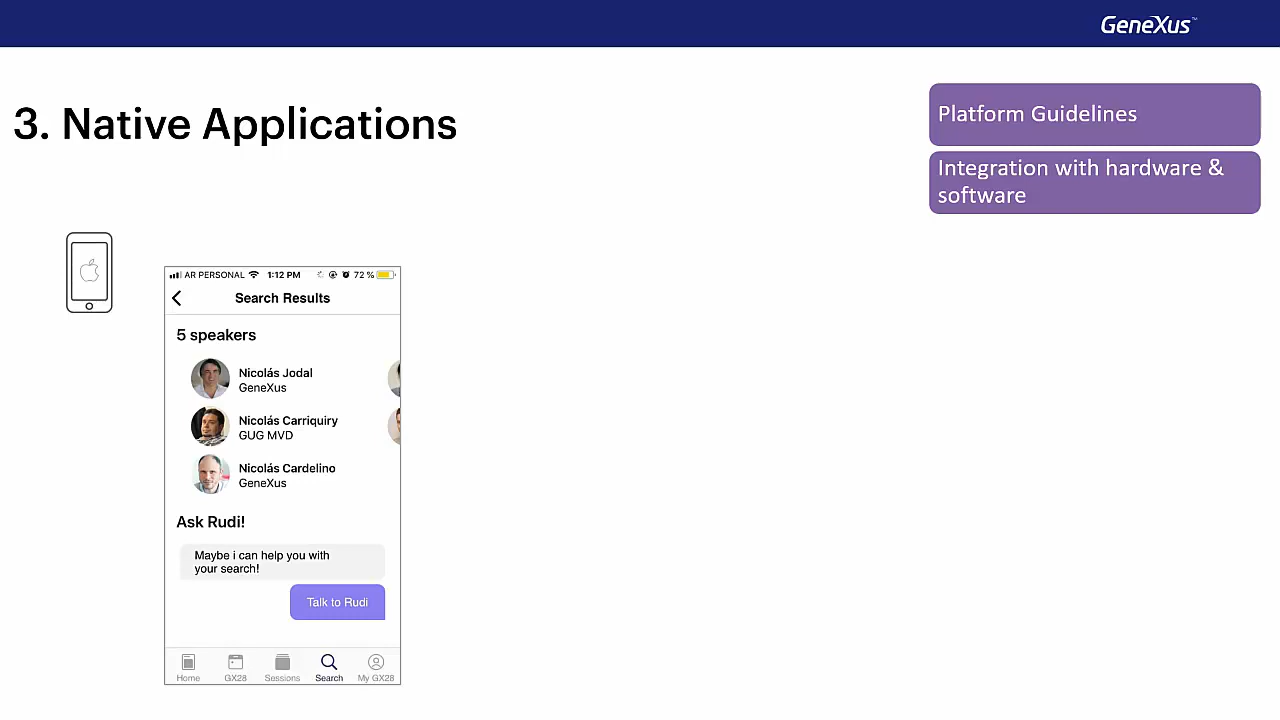 GeneXus™
3. Native Applications
Platform Guidelines
Integration with hardware &
software
AR PERSONAL 1:12 PM 72 %
Search Results
5 speakers
Nicolás Jodal
GeneXus
Nicolás Carriquiry
GUG MVD
Nicolás Cardelino
GeneXus
Ask Rudi!
Maybe i can help you with
your search!
Talk to Rudi
Home GX28 Sessions Search My GX28